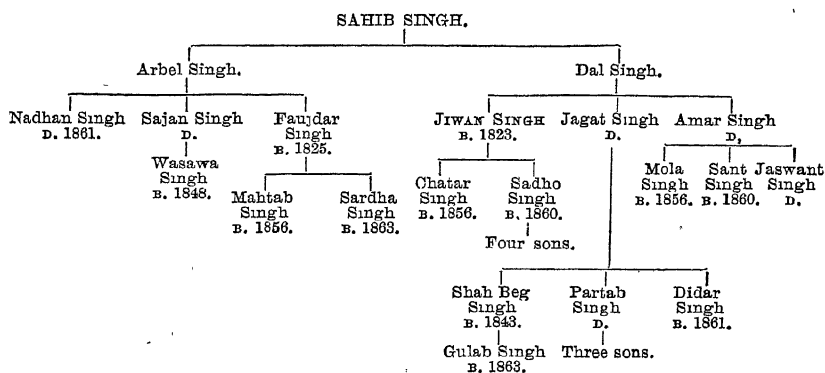 SAHIB SINGH.
Arbel Singh. Dal Singh.
Nadhan Singh Sajan Singh Faujdar JIWAN SINGH Jagat Singh Amar Singh
D. 1861. D. Singh B. 1823. D. D,
B. 1825.
Wasawa Mola Sant Jaswant
Singh Chatar Sadho Singh Singh Singh
B. 1848. Mahtab Sardha Singh Singh B. 1856. B. 1860. D.
Singh Singh B. 1856. B. 1860.
B. 1856. B. 1863.
Four sons.
Shah Beg Partab Didar
Singh Singh Singh
B. 1843. D. B. 1861.
Gulab Singh Three sons.
B. 1863.